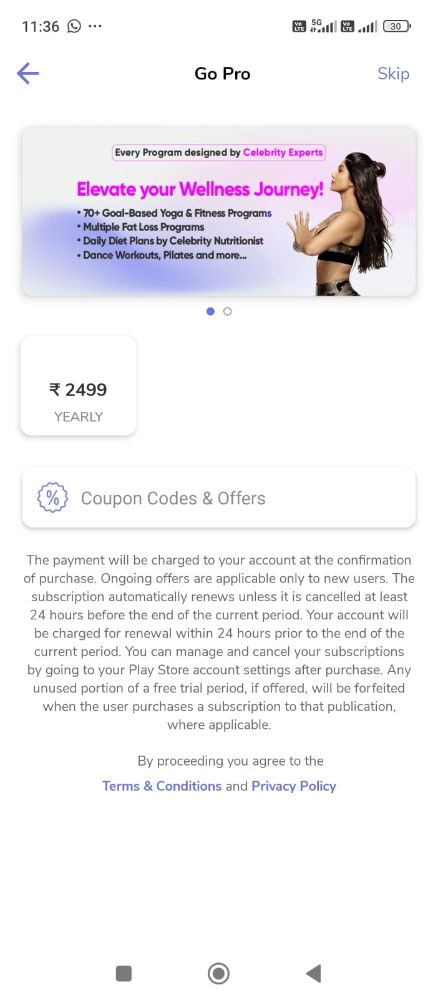 11:36
Vo LTE 5G Vo LTE 30
Go Pro
Skip
Every Program designed by Celebrity Experts
Elevate your Wellness Journey!
• 70+ Goal-Based Yoga & Fitness Programs
• Multiple Fat Loss Programs
• Daily Diet Plans by Celebrity Nutritionist
• Dance Workouts, Pilates and more...
₹ 2499
YEARLY
% Coupon Codes & Offers
The payment will be charged to your account at the confirmation
of purchase. Ongoing offers are applicable only to new users. The
subscription automatically renews unless it is cancelled at least
24 hours before the end of the current period. Your account will
be charged for renewal within 24 hours prior to the end of the
current period. You can manage and cancel your subscriptions
by going to your Play Store account settings after purchase. Any
unused portion of a free trial period, if offered, will be forfeited
when the user purchases a subscription to that publication,
where applicable.
By proceeding you agree to the
Terms & Conditions and Privacy Policy